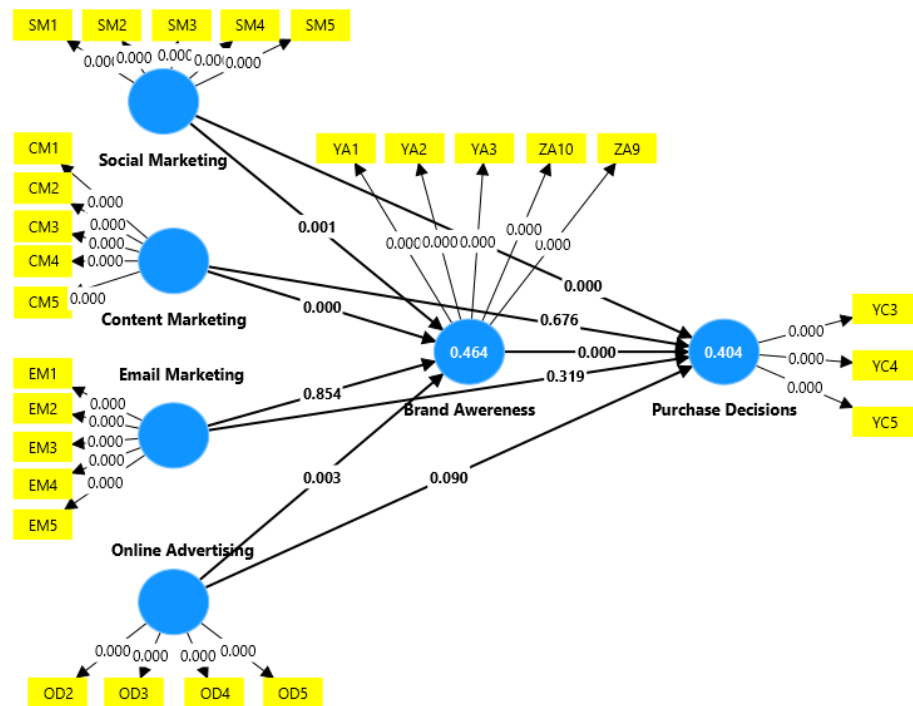 SM1 SM2 SM3 SM4 SM5
0.000 0.000 0.000 0.000 0.000
Social Marketing
CM1
CM2
CM3
CM4
CM5
0.000
0.000
0.000
0.000
0.000
Content Marketing
EM1
EM2
EM3
EM4
EM5
0.000
0.000
0.000
0.000
0.000
Email Marketing
Online Advertising
0.000 0.000 0.000 0.000
OD2 OD3 OD4 OD5
YA1 YA2 YA3 ZA10 ZA9
0.000 0.000 0.000 0.000 0.000
0.001
0.000
0.854
0.003
0.000
0.676
0.000
0.319
0.090
0.464
Brand Awereness
0.404
Purchase Decisions
0.000
0.000
0.000
YC3
YC4
YC5